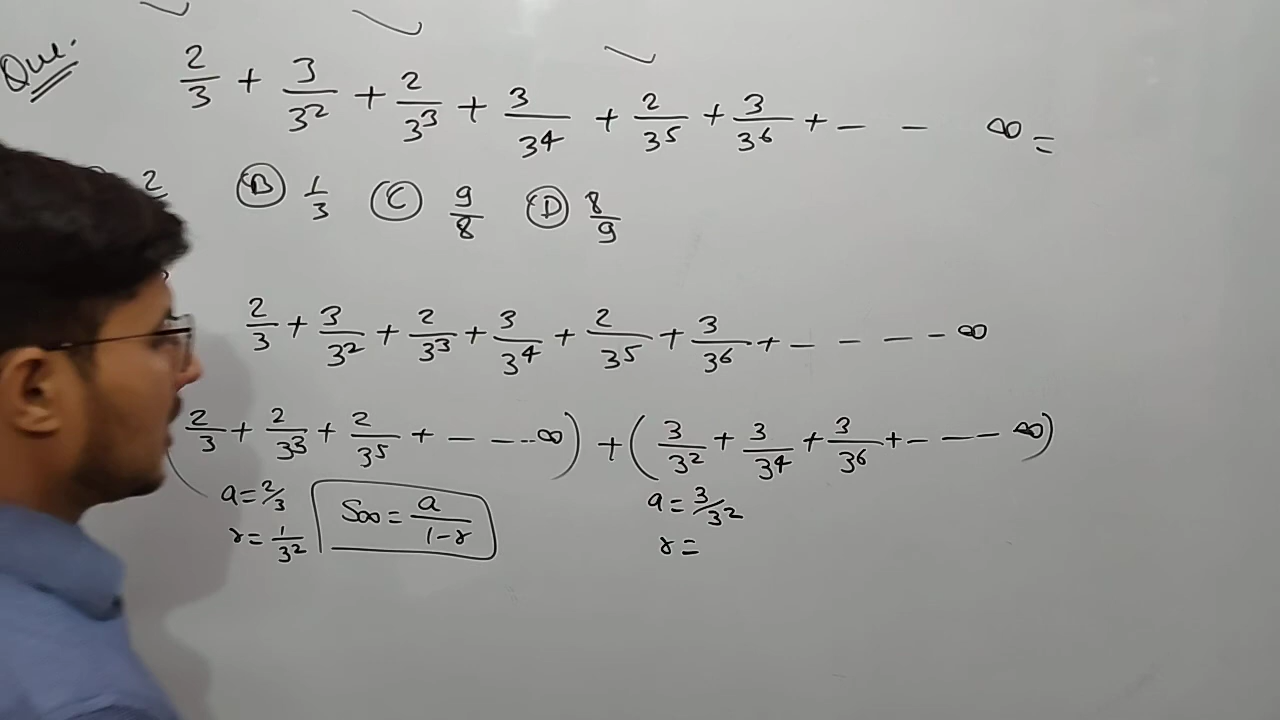 Que. 2/3 + 3/3² + 2/3³ + 3/3⁴ + 2/3⁵ + 3/3⁶ + - - ∞ =
2 (B) 1/3 (C) 9/8 (D) 8/9
2/3 + 3/3² + 2/3³ + 3/3⁴ + 2/3⁵ + 3/3⁶ + - - - - ∞
(2/3 + 2/3³ + 2/3⁵ + - - - - ∞) + (3/3² + 3/3⁴ + 3/3⁶ + - - - ∞)
a = 2/3 S∞ = a/1-r a = 3/3²
r = 1/3² r =